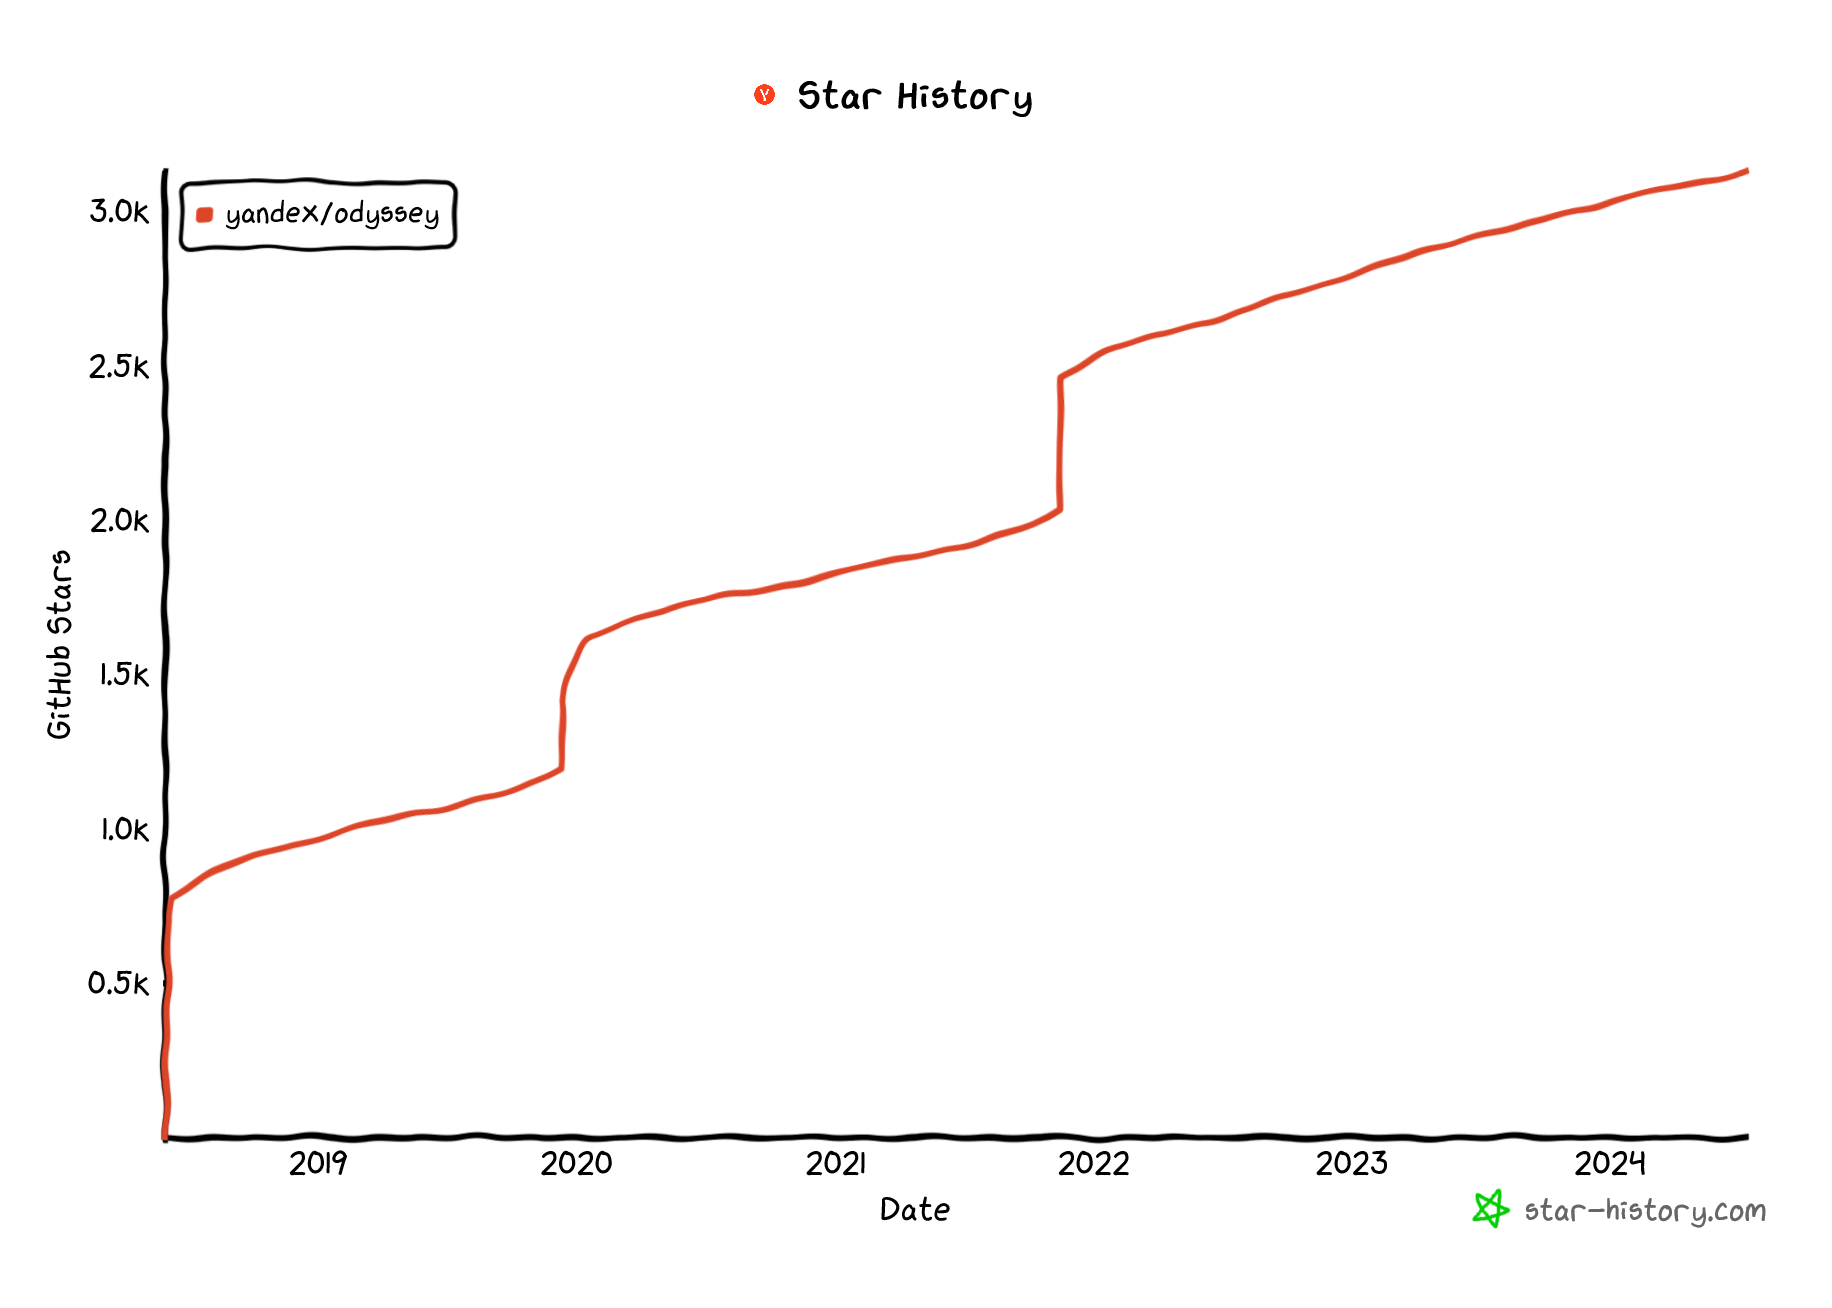 Y Star History
yandex/odyssey
3.0k
2.5k
2.0k
1.5k
1.0k
0.5k
GitHub Stars
2019 2020 2021 2022 2023 2024
Date
star-history.com